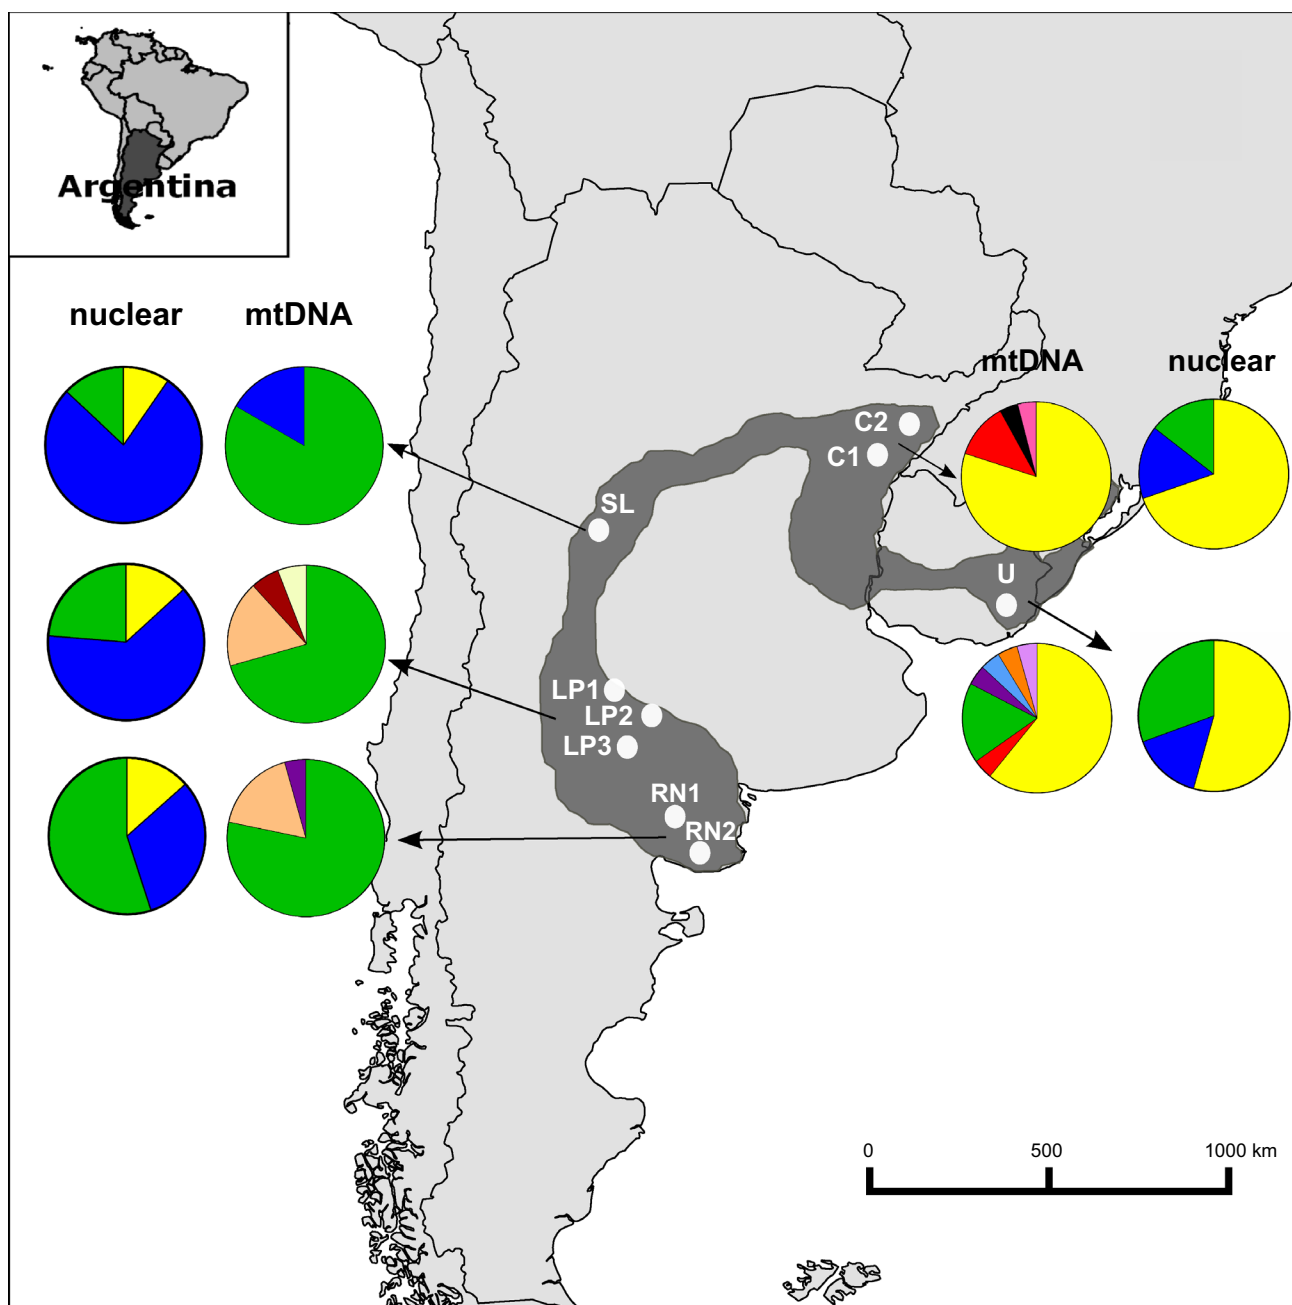 Argentina
nuclear mtDNA
mtDNA nuclear
C2
C1
SL
U
LP1
LP2
LP3
RN1
RN2
0 500 1000 km